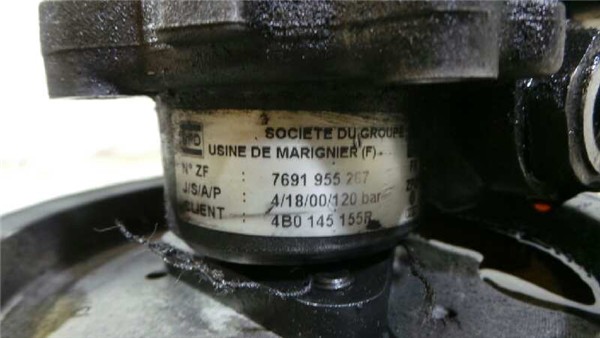 SOCIETE DU GROUPE
USINE DE MARIGNIER (F)
N° ZF : 7691 955 267
J/S/A/P : 4/18/00/120 bar
CLIENT : 4B0 145 155R